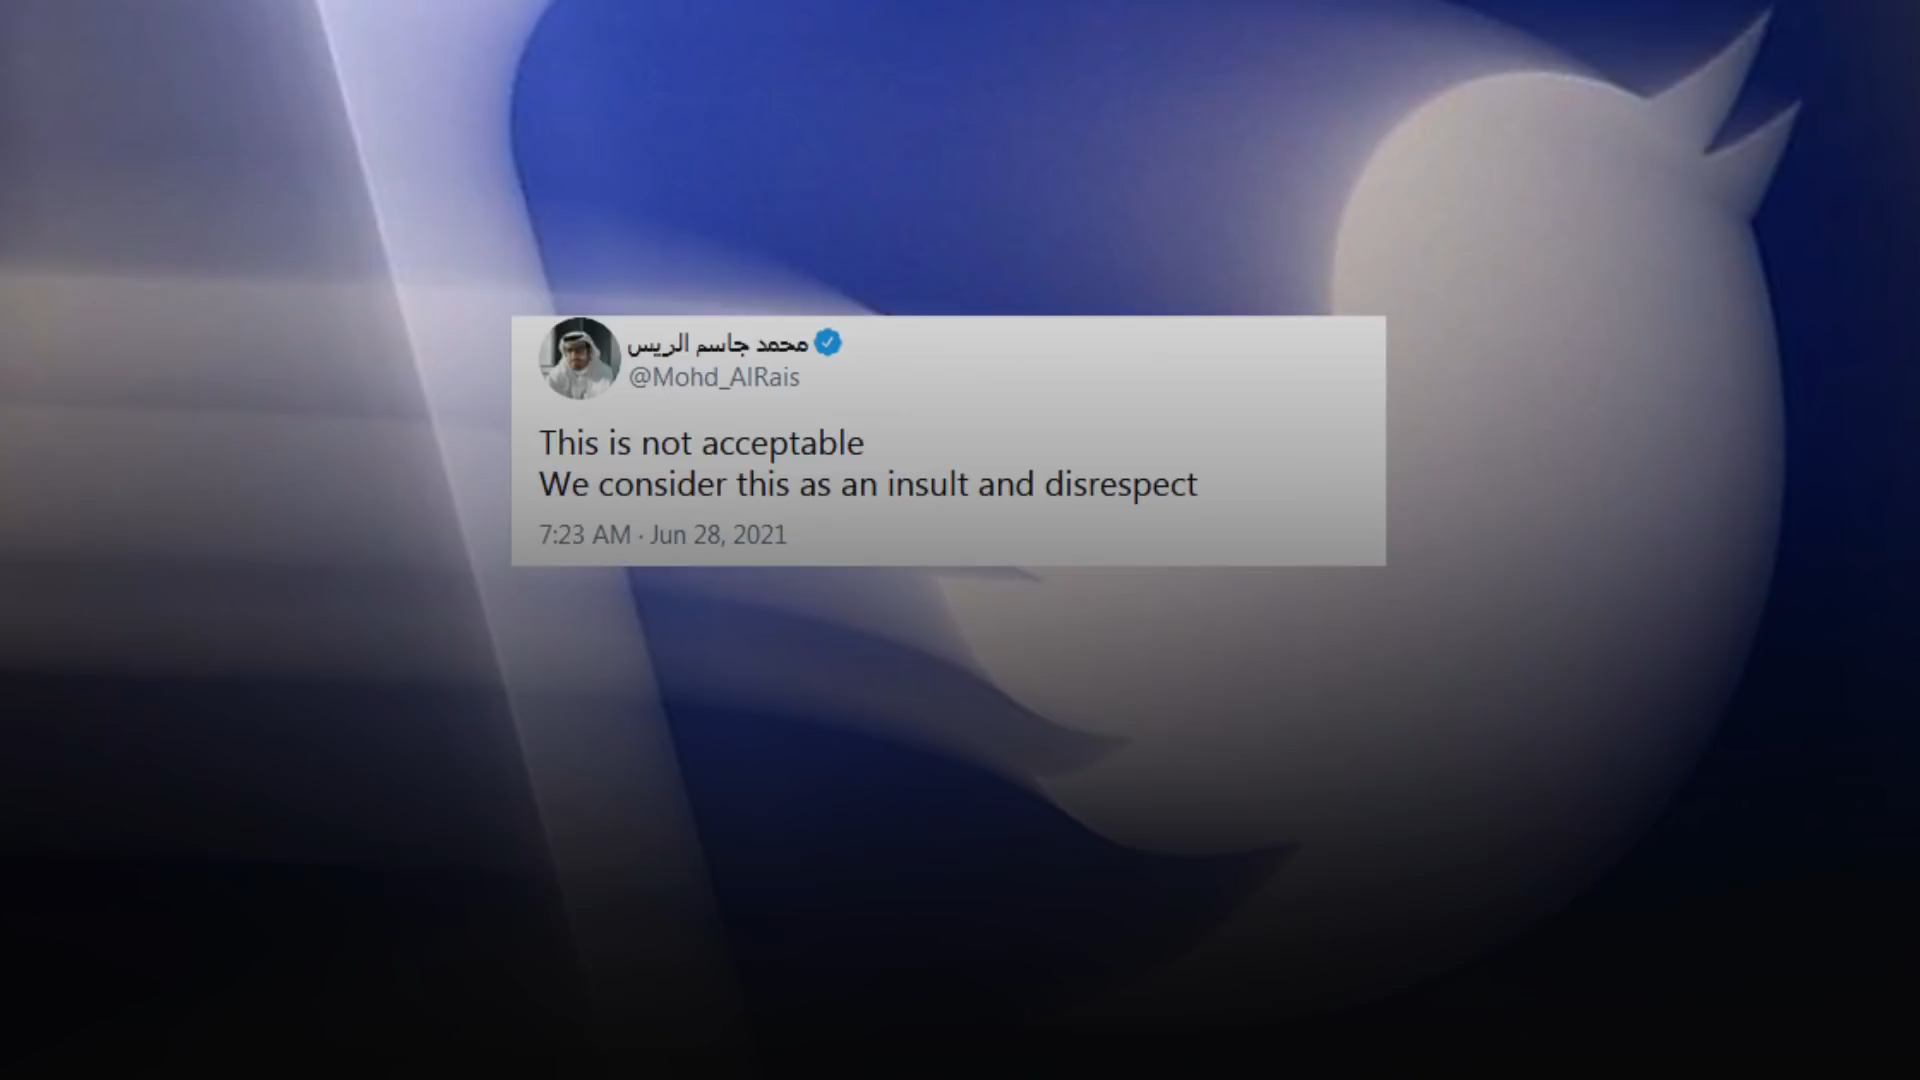 محمد جاسم الريس
@Mohd_AlRais
This is not acceptable
We consider this as an insult and disrespect
7:23 AM · Jun 28, 2021